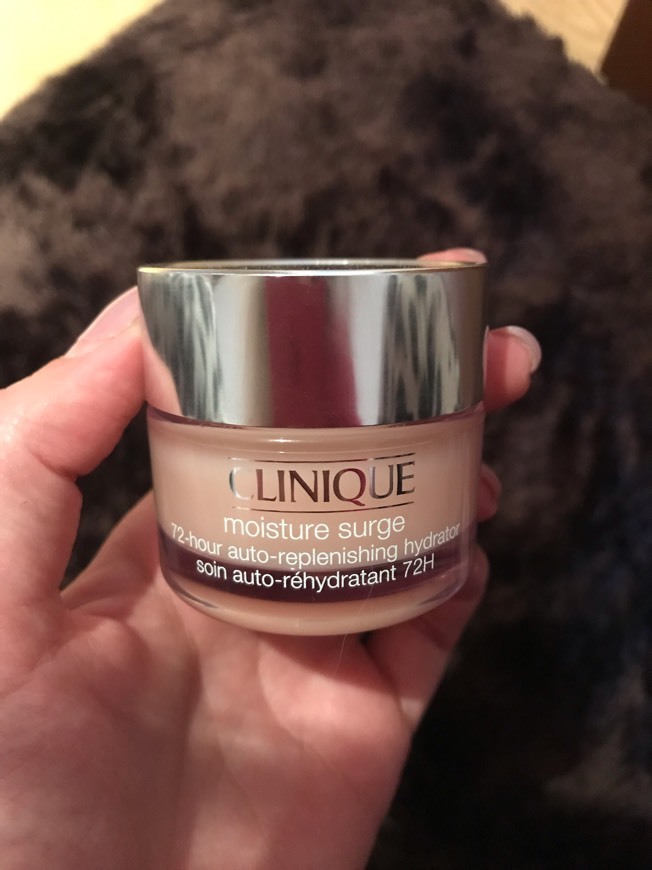 CLINIQUE
moisture surge
72-hour auto-replenishing hydrator
soin auto-réhydratant 72H